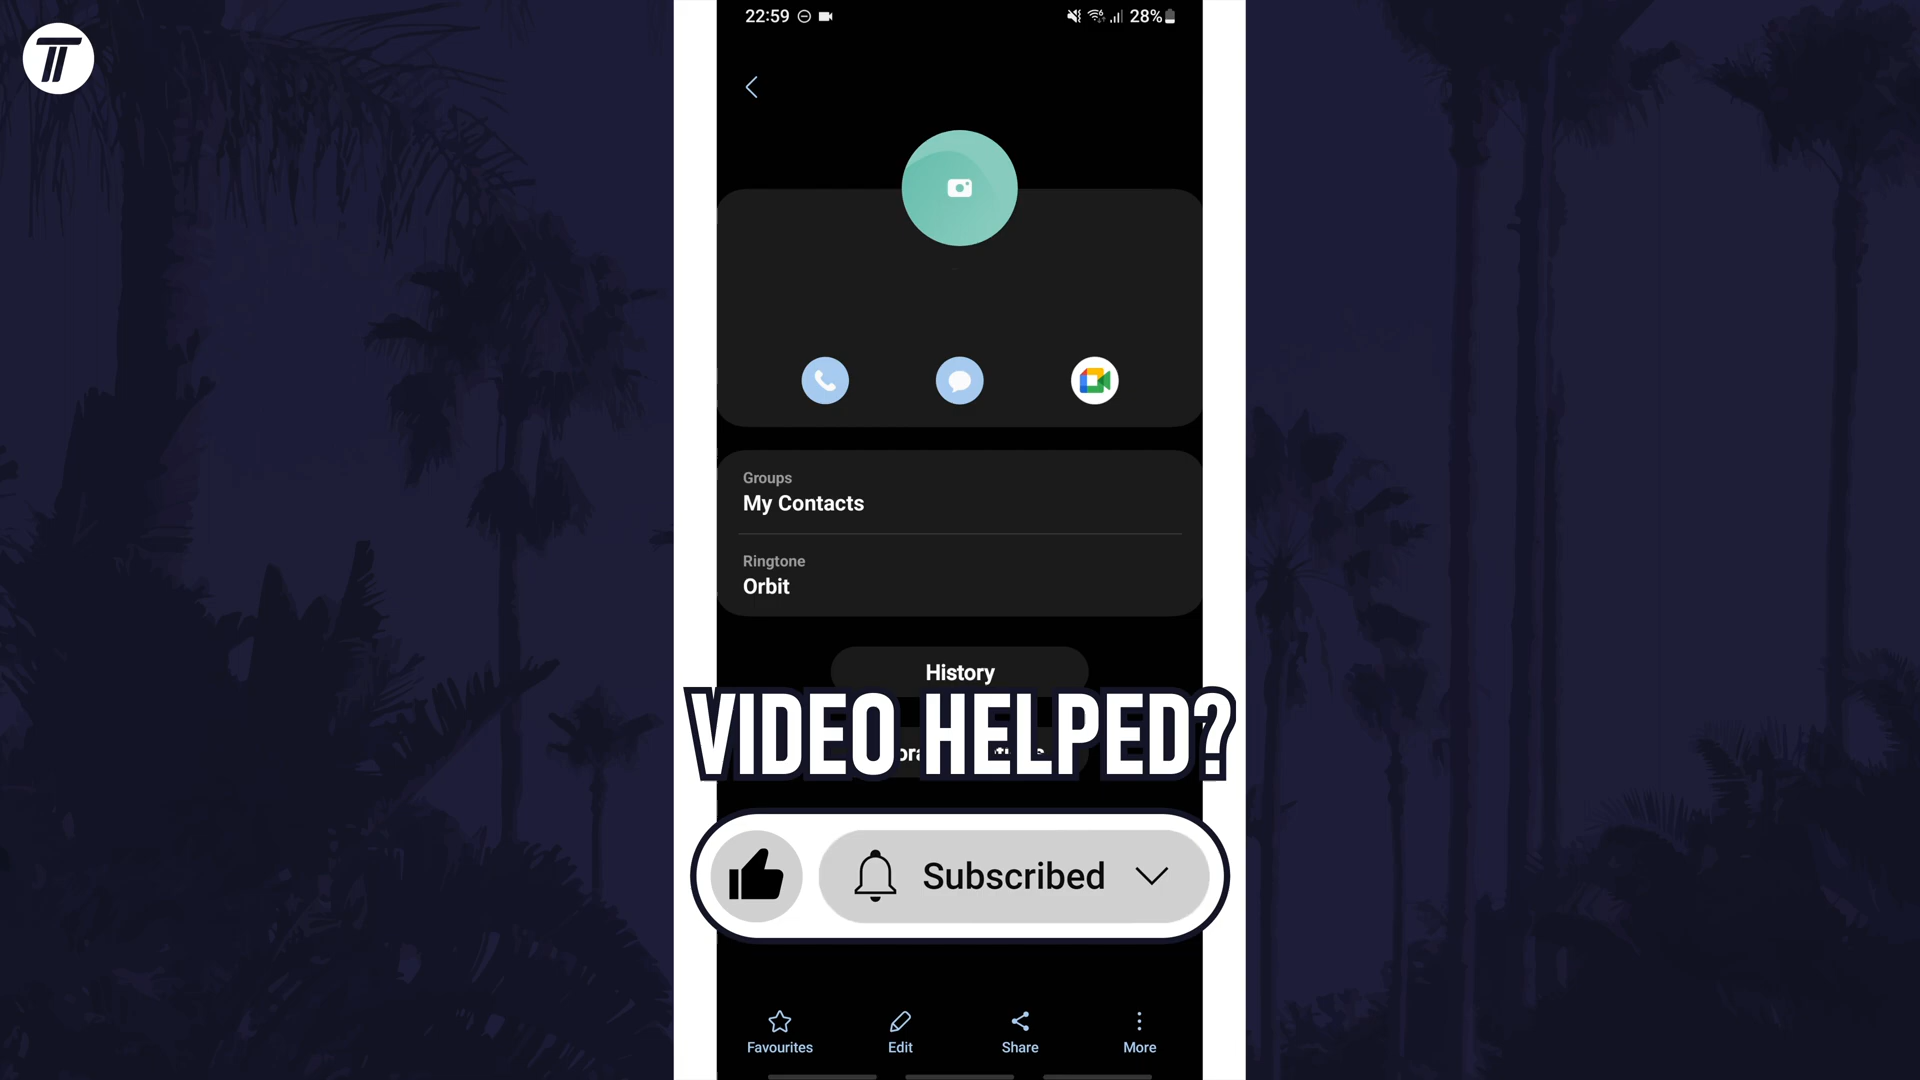 22:59
28%
Groups
My Contacts
Ringtone
Orbit
History
VIDEO HELPED?
Subscribed
Favourites
Edit
Share
More